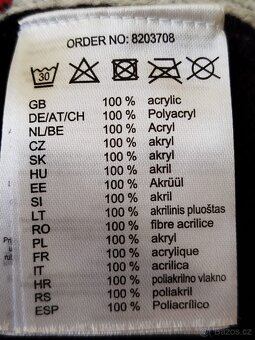 ORDER NO: 8203708
30
GB 100 % acrylic
DE/AT/CH 100 % Polyacryl
NL/BE 100 % Acryl
CZ 100 % akryl
SK 100 % akryl
HU 100 % akril
EE 100 % Akrüül
SI 100 % akril
LT 100 % akrilinis pluoštas
RO 100 % fibre acrilice
PL 100 % akryl
FR 100 % acrylique
IT 100 % acrilica
HR 100 % poliakrilno vlakno
RS 100 % poliakril
ESP 100 % Poliacrílico